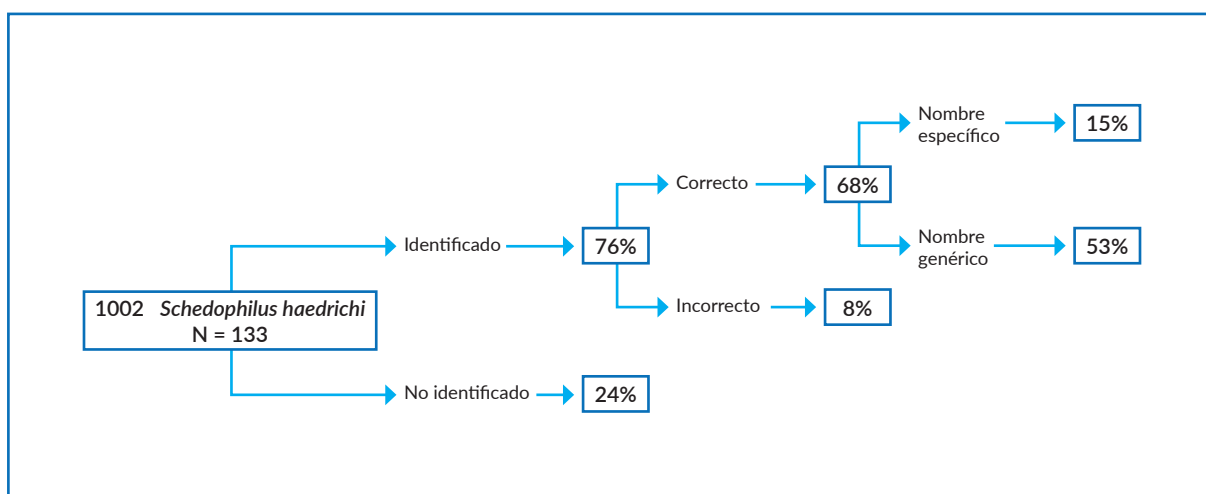 Nombre
específico
15%
Correcto
68%
Identificado
76%
Nombre
genérico
53%
Incorrecto
8%
1002 Schedophilus haedrichi
N = 133
No identificado
24%